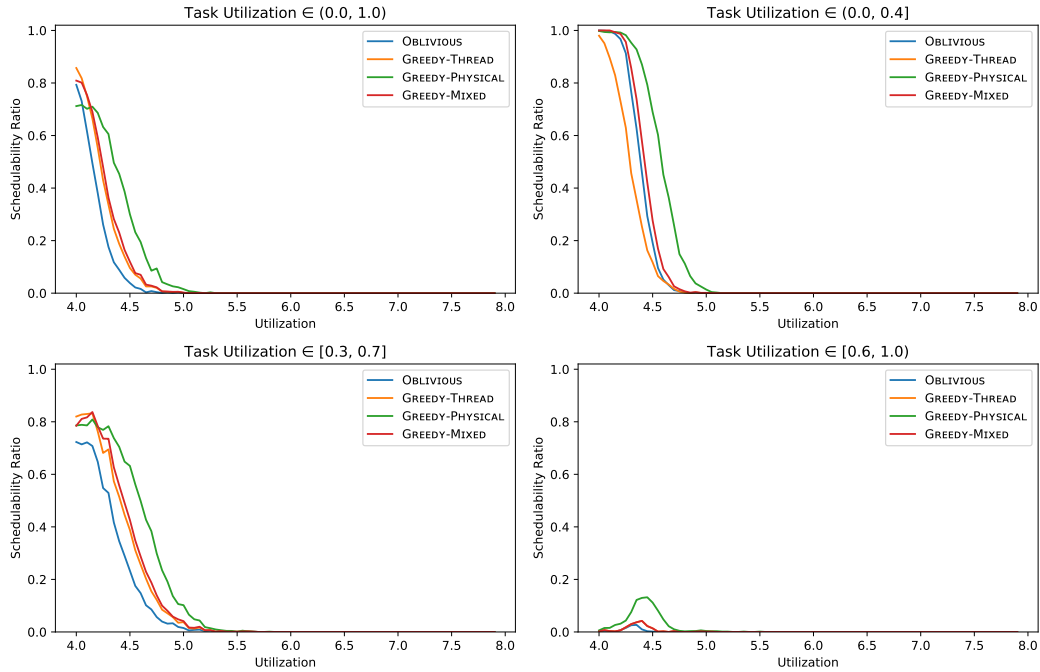 Task Utilization ∈ (0.0, 1.0)
1.0
0.8
0.6
0.4
0.2
0.0
Schedulability Ratio
Oblivious
Greedy-Thread
Greedy-Physical
Greedy-Mixed
4.0 4.5 5.0 5.5 6.0 6.5 7.0 7.5 8.0
Utilization
Task Utilization ∈ (0.0, 0.4]
1.0
0.8
0.6
0.4
0.2
0.0
Schedulability Ratio
Oblivious
Greedy-Thread
Greedy-Physical
Greedy-Mixed
4.0 4.5 5.0 5.5 6.0 6.5 7.0 7.5 8.0
Utilization
Task Utilization ∈ [0.3, 0.7]
1.0
0.8
0.6
0.4
0.2
0.0
Schedulability Ratio
Oblivious
Greedy-Thread
Greedy-Physical
Greedy-Mixed
4.0 4.5 5.0 5.5 6.0 6.5 7.0 7.5 8.0
Utilization
Task Utilization ∈ [0.6, 1.0)
1.0
0.8
0.6
0.4
0.2
0.0
Schedulability Ratio
Oblivious
Greedy-Thread
Greedy-Physical
Greedy-Mixed
4.0 4.5 5.0 5.5 6.0 6.5 7.0 7.5 8.0
Utilization